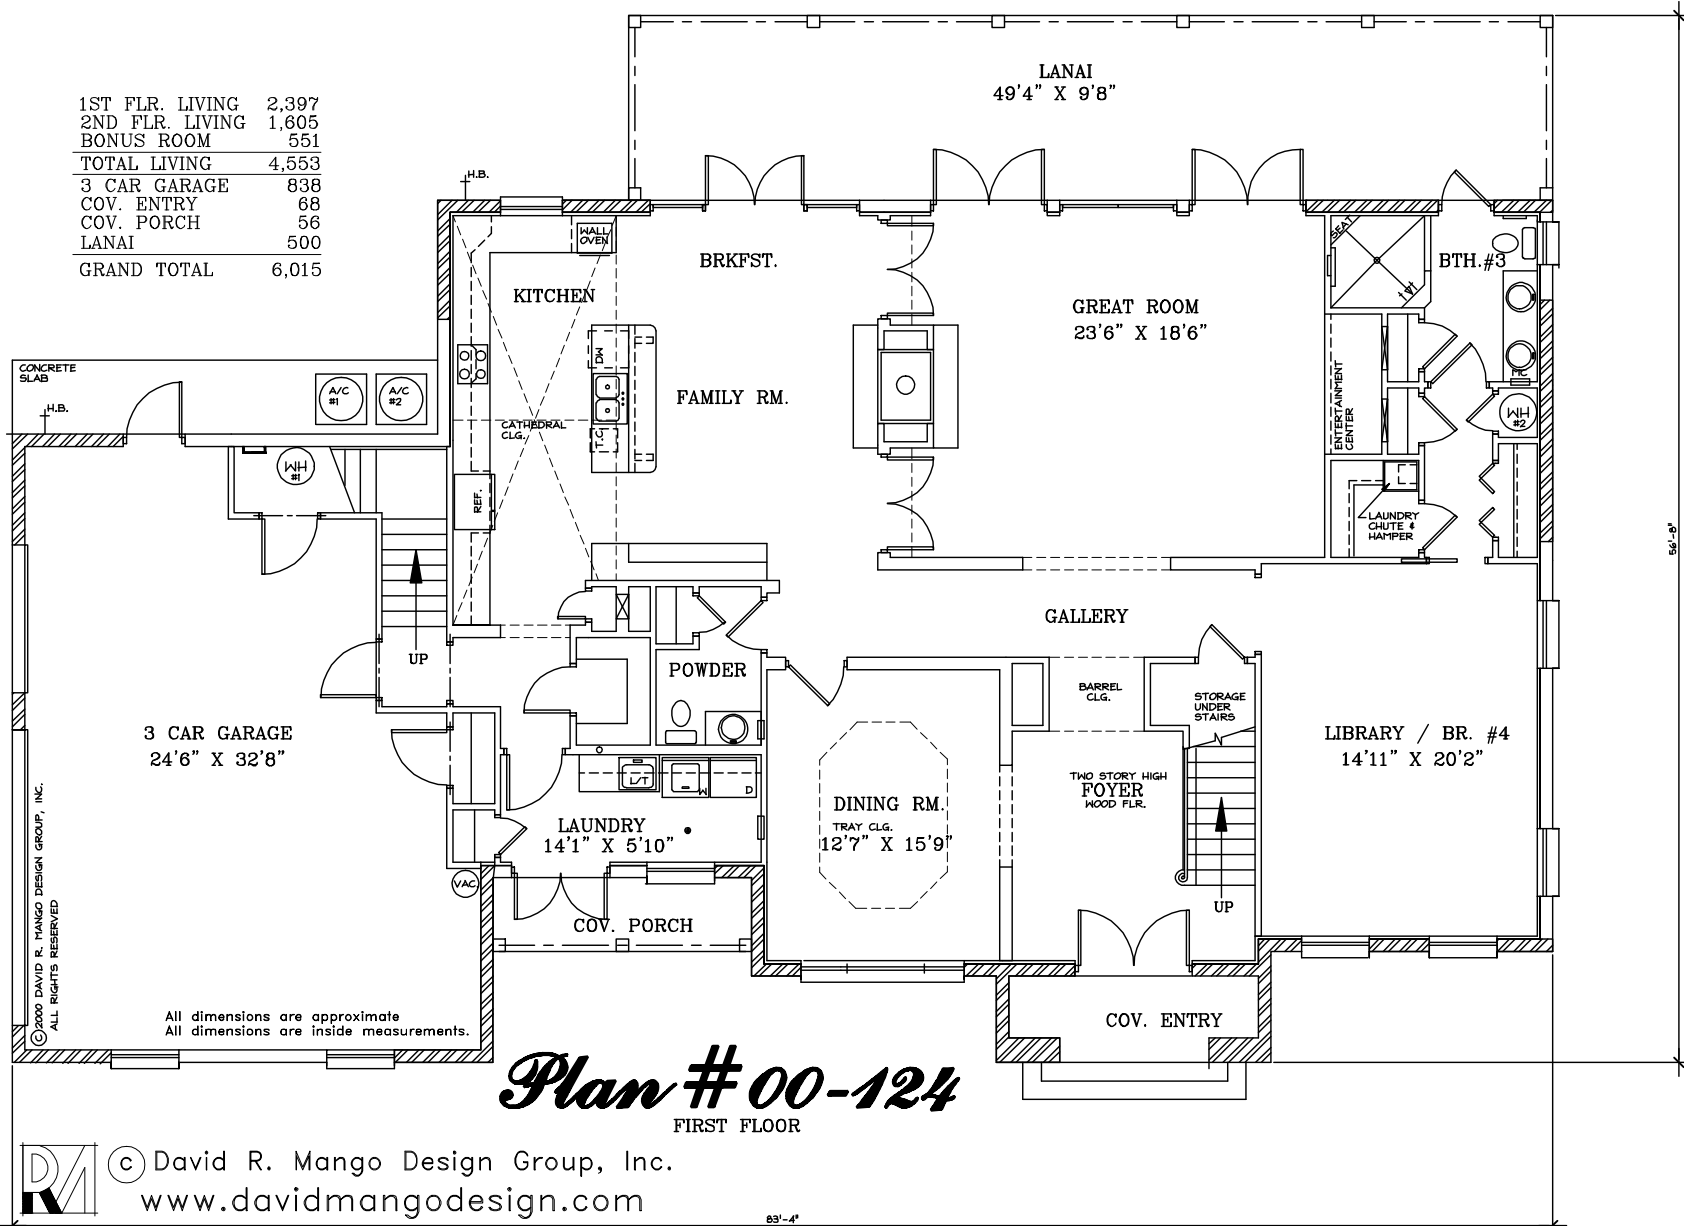 LANAI
49'4" X 9'8"
1ST FLR. LIVING 2,397
2ND FLR. LIVING 1,605
BONUS ROOM 551
TOTAL LIVING 4,553
3 CAR GARAGE 838
COV. ENTRY 68
COV. PORCH 56
LANAI 500
GRAND TOTAL 6,015
H.B.
WALL
OVEN
SEAT
BRKFST.
BTH.#3
KITCHEN
GREAT ROOM
23'6" X 18'6"
DW
CONCRETE
SLAB
A/C
#1
A/C
#2
H.B.
FAMILY RM.
MC
ENTERTAINMENT
CENTER
WH
#2
CATHEDRAL
CLG.
T.C.
WH
#1
REF.
LAUNDRY
CHUTE &
HAMPER
56'-8"
GALLERY
UP
POWDER
BARREL
CLG.
STORAGE
UNDER
STAIRS
3 CAR GARAGE
24'6" X 32'8"
LIBRARY / BR. #4
14'11" X 20'2"
L/T
W
D
TWO STORY HIGH
FOYER
WOOD FLR.
DINING RM.
TRAY CLG.
12'7" X 15'9"
LAUNDRY
14'1" X 5'10"
VAC
UP
COV. PORCH
©2000 DAVID R. MANGO DESIGN GROUP, INC.
ALL RIGHTS RESERVED
All dimensions are approximate
All dimensions are inside measurements.
COV. ENTRY
Plan # 00-124
FIRST FLOOR
RM
© David R. Mango Design Group, Inc.
www.davidmangodesign.com
83'-4"